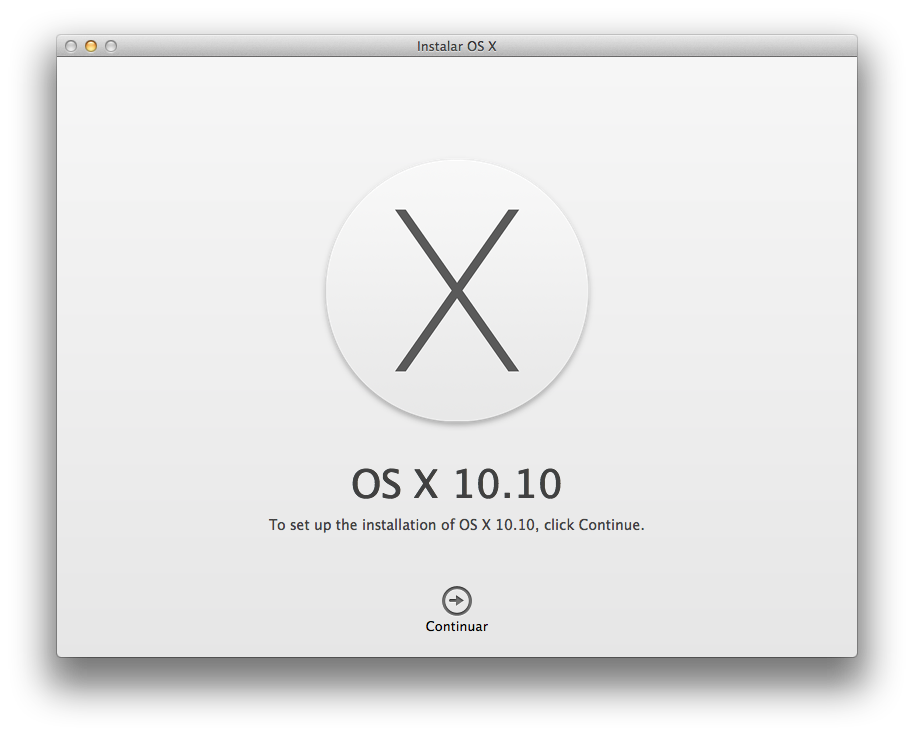 Instalar OS X
X
OS X 10.10
To set up the installation of OS X 10.10, click Continue.
Continuar